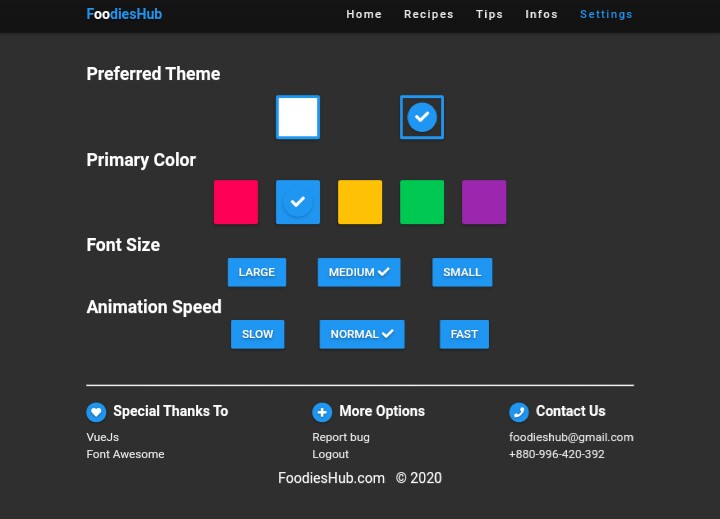 FoodiesHub Home Recipes Tips Infos Settings
Preferred Theme
Primary Color
Font Size
LARGE MEDIUM SMALL
Animation Speed
SLOW NORMAL FAST
Special Thanks To More Options Contact Us
VueJs Report bug foodieshub@gmail.com
Font Awesome Logout +880-996-420-392
FoodiesHub.com © 2020